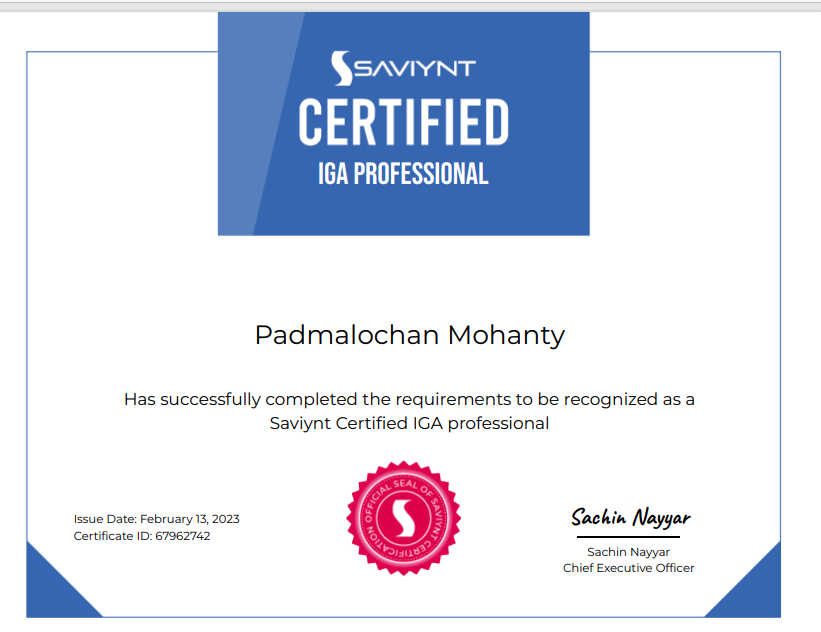 SAVIYNT
CERTIFIED
IGA PROFESSIONAL
Padmalochan Mohanty
Has successfully completed the requirements to be recognized as a
Saviynt Certified IGA professional
OFFICIAL SEAL OF SAVIYNT CERTIFICATION
Issue Date: February 13, 2023
Certificate ID: 67962742
Sachin Nayyar
Sachin Nayyar
Chief Executive Officer